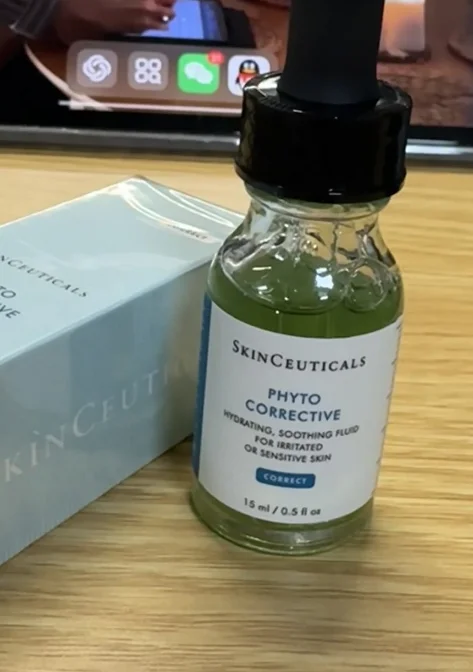 SKINCEUTICALS
PHYTO
CORRECTIVE
HYDRATING, SOOTHING FLUID
FOR IRRITATED
OR SENSITIVE SKIN
CORRECT
15 ml / 0.5 fl oz